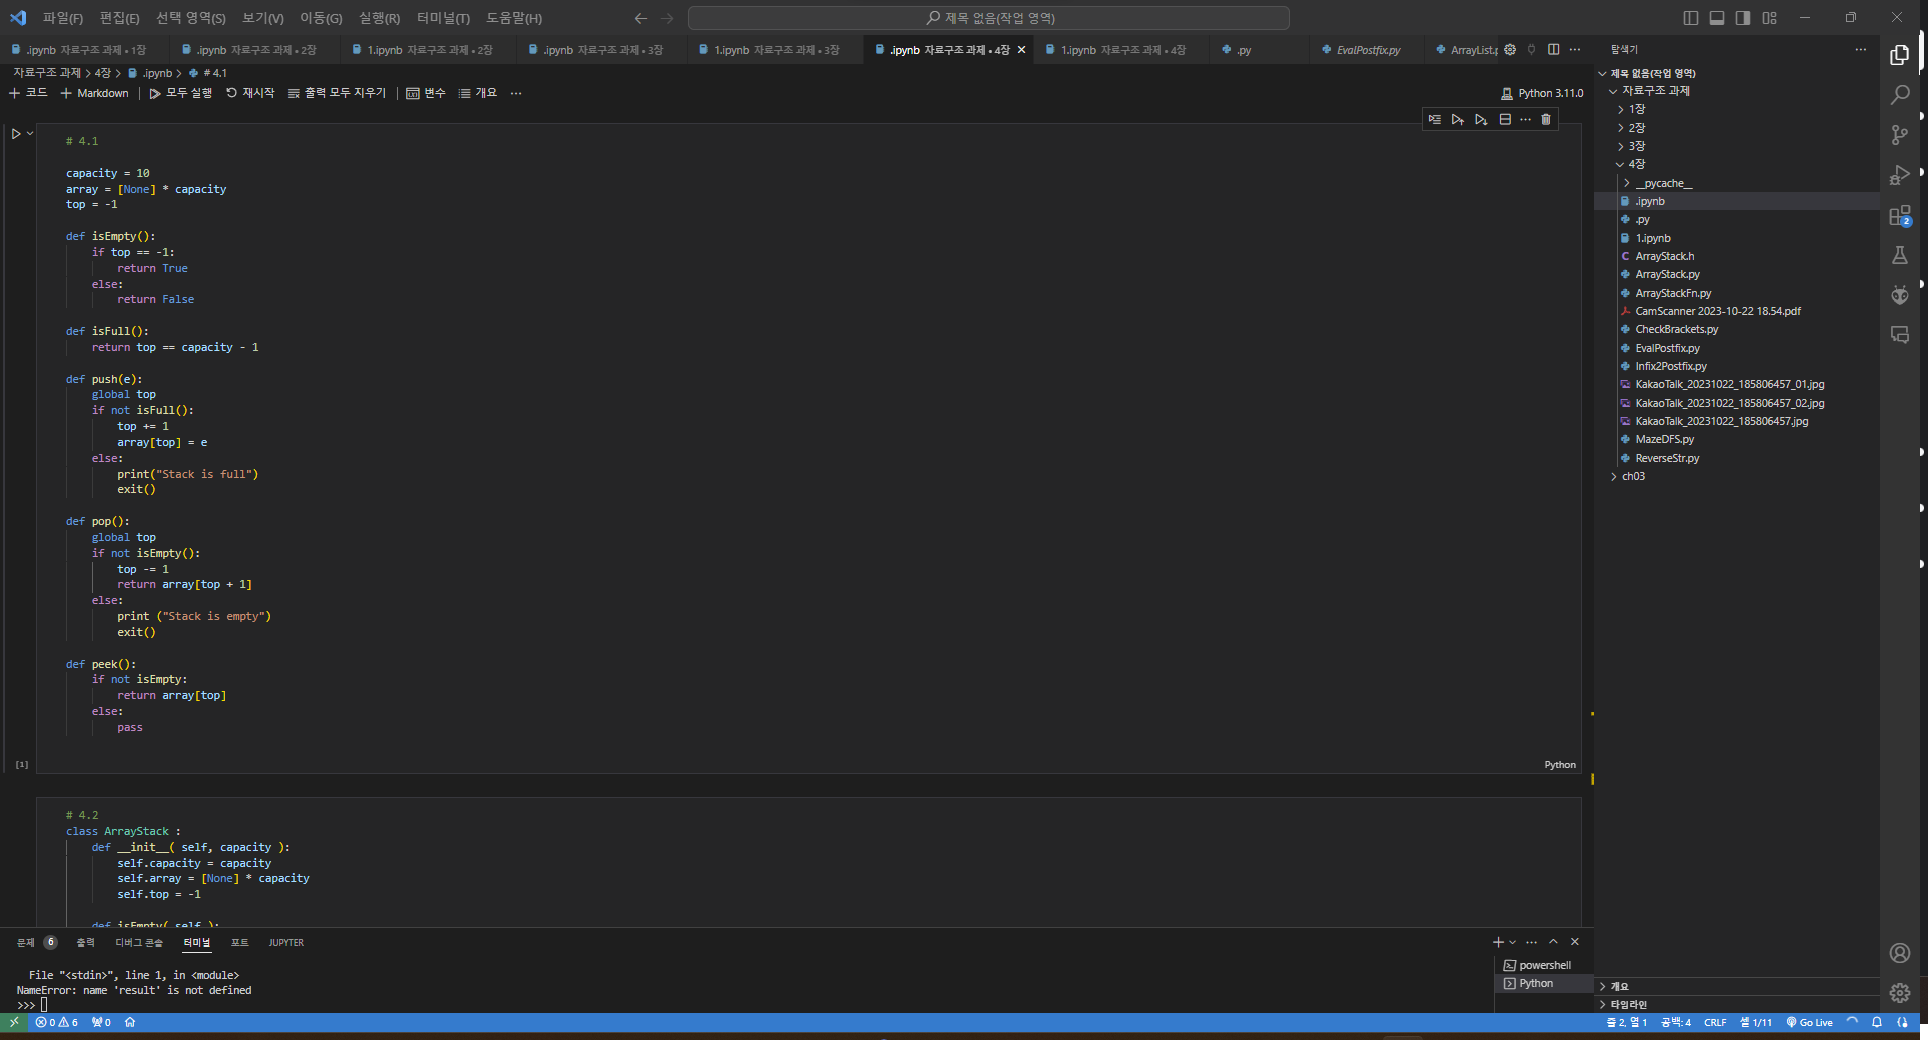 파일(F) 편집(E) 선택 영역(S) 보기(V) 이동(G) 실행(R) 터미널(T) 도움말(H)
제목 없음(작업 영역)
.ipynb 자료구조 과제 • 1장
.ipynb 자료구조 과제 • 2장
1.ipynb 자료구조 과제 • 2장
.ipynb 자료구조 과제 • 3장
1.ipynb 자료구조 과제 • 3장
.ipynb 자료구조 과제 • 4장
1.ipynb 자료구조 과제 • 4장
.py
EvalPostfix.py
ArrayList.p
자료구조 과제 > 4장 > .ipynb > # 4.1
코드 Markdown 모두 실행 재시작 출력 모두 지우기 변수 개요 ...
Python 3.11.0
# 4.1
capacity = 10
array = [None] * capacity
top = -1
def isEmpty():
if top == -1:
return True
else:
return False
def isFull():
return top == capacity - 1
def push(e):
global top
if not isFull():
top += 1
array[top] = e
else:
print("Stack is full")
exit()
def pop():
global top
if not isEmpty():
top -= 1
return array[top + 1]
else:
print ("Stack is empty")
exit()
def peek():
if not isEmpty:
return array[top]
else:
pass
[1]
Python
# 4.2
class ArrayStack :
def __init__( self, capacity ):
self.capacity = capacity
self.array = [None] * capacity
self.top = -1
def isEmpty( self ):
문제 6 출력 디버그 콘솔 터미널 포트 JUPYTER
File "<stdin>", line 1, in <module>
NameError: name 'result' is not defined
>>>
powershell
Python
탐색기
제목 없음(작업 영역)
자료구조 과제
1장
2장
3장
4장
__pycache__
.ipynb
.py
1.ipynb
C ArrayStack.h
ArrayStack.py
ArrayStackFn.py
CamScanner 2023-10-22 18.54.pdf
CheckBrackets.py
EvalPostfix.py
Infix2Postfix.py
KakaoTalk_20231022_185806457_01.jpg
KakaoTalk_20231022_185806457_02.jpg
KakaoTalk_20231022_185806457.jpg
MazeDFS.py
ReverseStr.py
ch03
개요
타임라인
2
0 6 0
줄 2, 열 1 공백: 4 CRLF 셀 1/11 Go Live